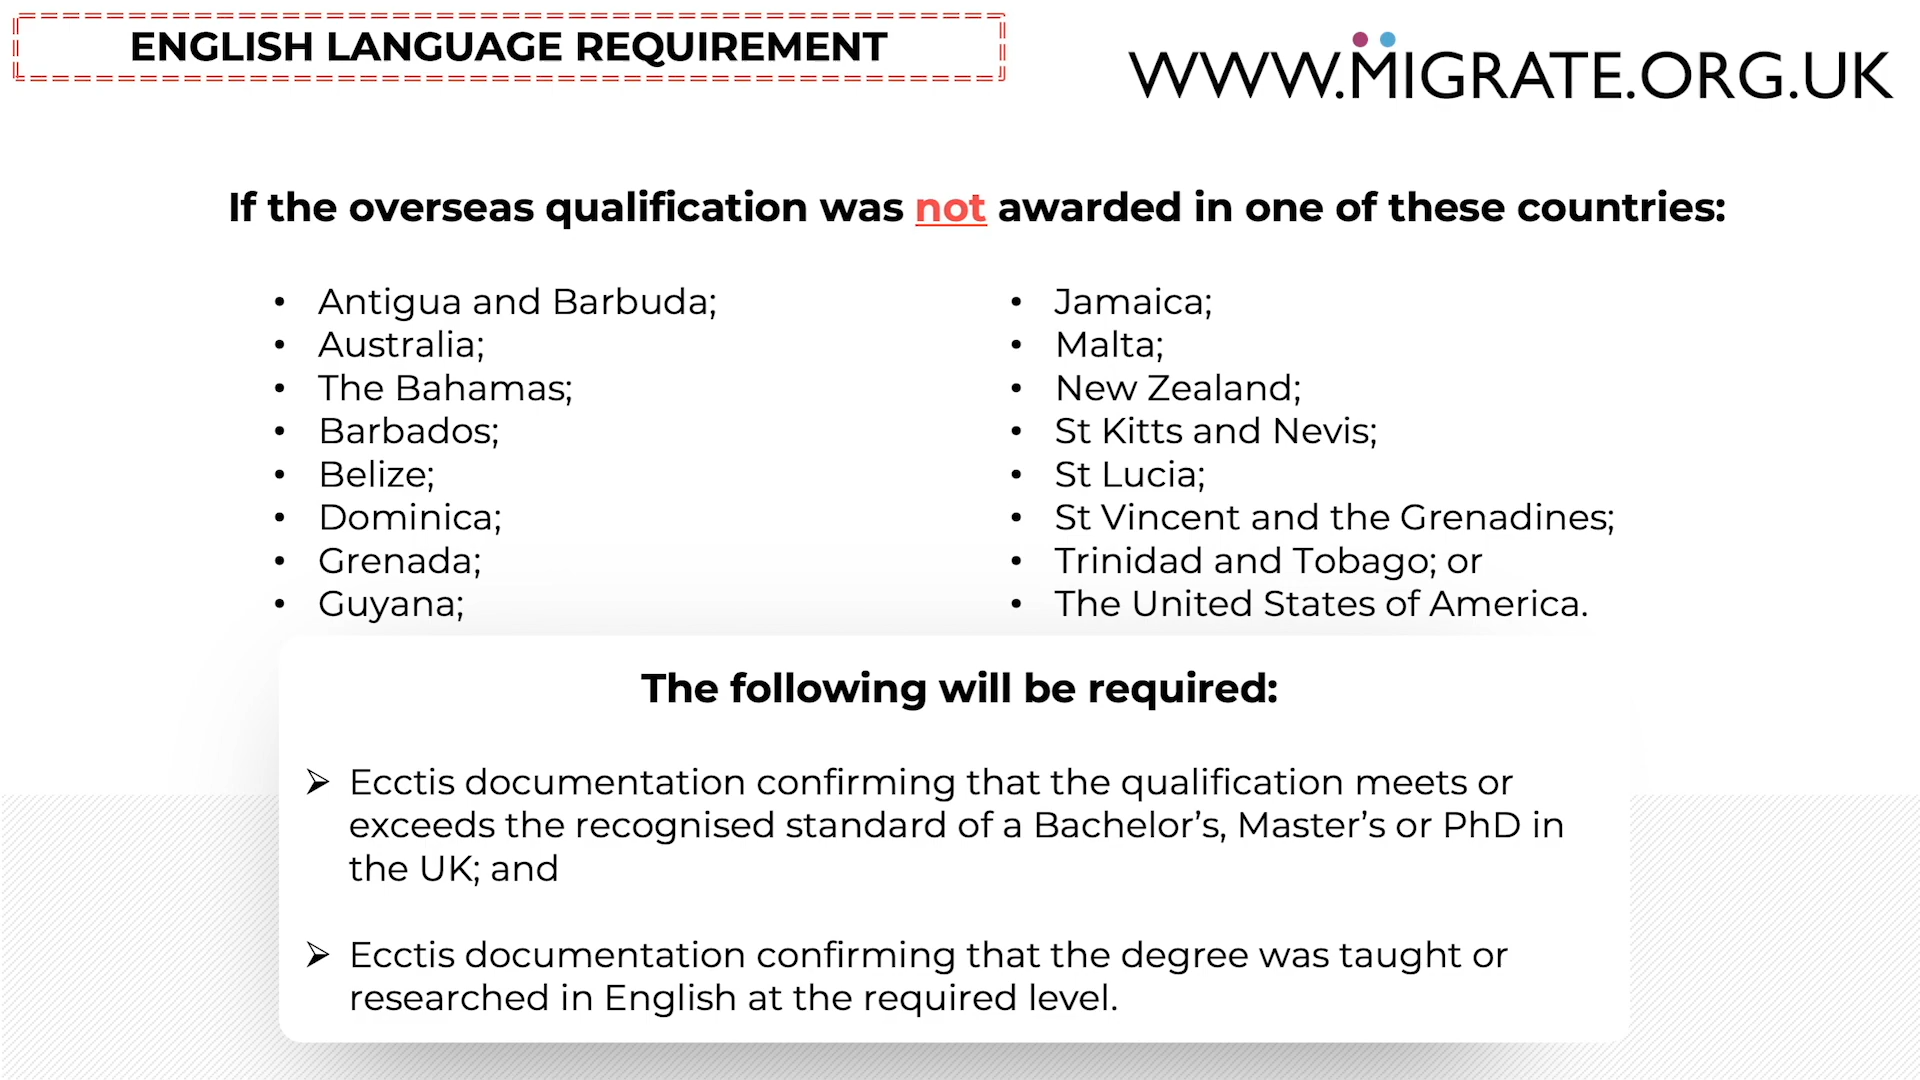 ENGLISH LANGUAGE REQUIREMENT
WWW.MIGRATE.ORG.UK
If the overseas qualification was not awarded in one of these countries:
• Antigua and Barbuda;
• Australia;
• The Bahamas;
• Barbados;
• Belize;
• Dominica;
• Grenada;
• Guyana;
• Jamaica;
• Malta;
• New Zealand;
• St Kitts and Nevis;
• St Lucia;
• St Vincent and the Grenadines;
• Trinidad and Tobago; or
• The United States of America.
The following will be required:
➢ Ecctis documentation confirming that the qualification meets or
exceeds the recognised standard of a Bachelor’s, Master’s or PhD in
the UK; and
➢ Ecctis documentation confirming that the degree was taught or
researched in English at the required level.